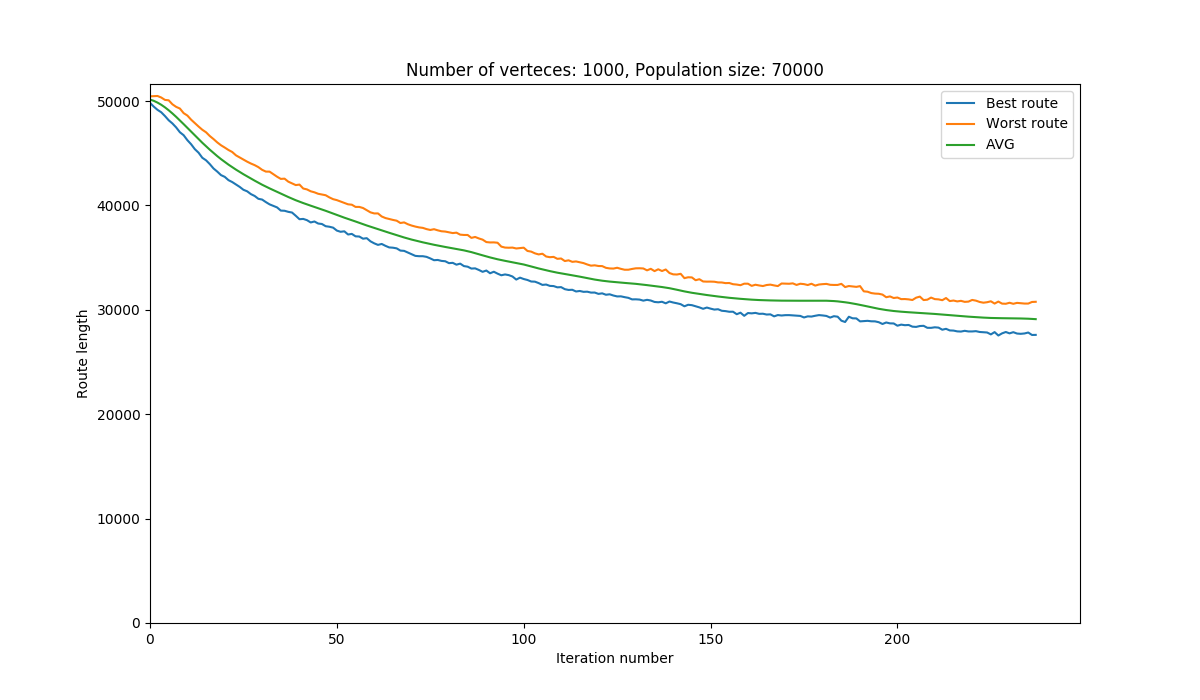 Number of verteces: 1000, Population size: 70000
Best route
Worst route
AVG
50000
40000
30000
20000
10000
0
Route length
0 50 100 150 200
Iteration number